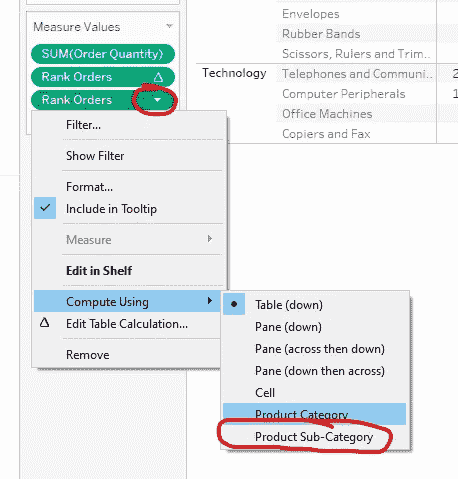 Measure Values
SUM(Order Quantity)
Rank Orders
Rank Orders
Envelopes
Rubber Bands
Scissors, Rulers and Trim..
Technology
Telephones and Communi.. 2
Computer Peripherals 1
Office Machines
Copiers and Fax
Filter...
Show Filter
Format...
Include in Tooltip
Measure
Edit in Shelf
Compute Using
Edit Table Calculation...
Remove
Table (down)
Pane (down)
Pane (across then down)
Pane (down then across)
Cell
Product Category
Product Sub-Category